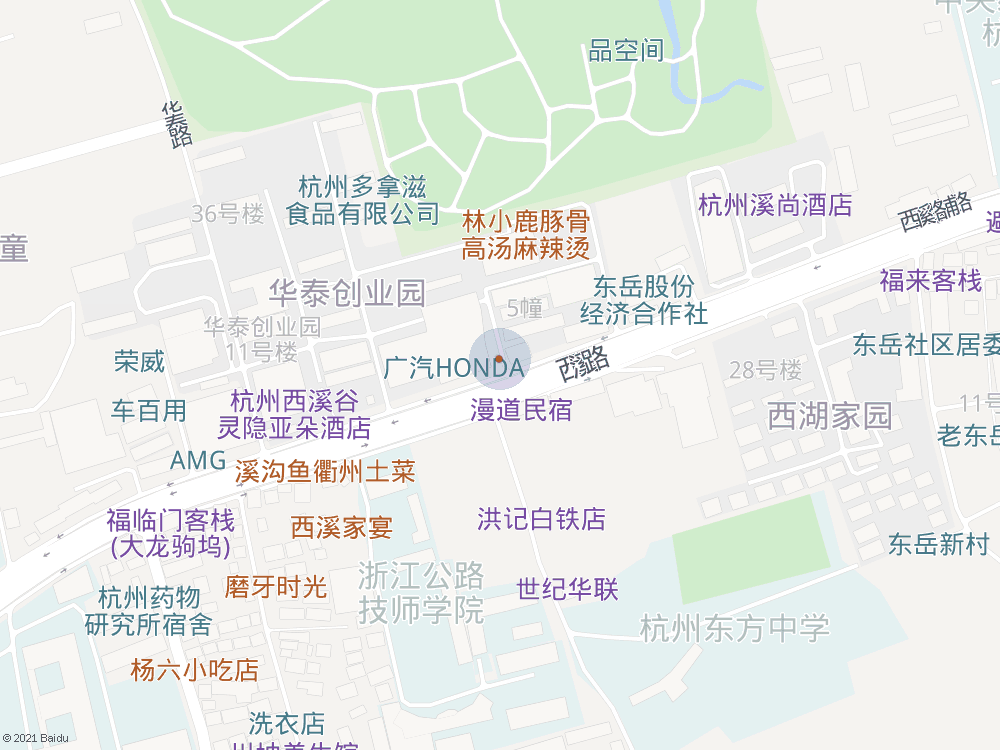 品空间
华泰路
杭州多拿滋
食品有限公司
36号楼
林小鹿豚骨
高汤麻辣烫
杭州溪尚酒店
西溪路辅路
童
福来客栈
华泰创业园
5幢
东岳股份
经济合作社
华泰创业园
11号楼
荣威
广汽HONDA
西溪路
东岳社区居委
28号楼
车百用
杭州西溪谷
灵隐亚朵酒店
漫道民宿
西湖家园
11号
老东岳
AMG
溪沟鱼衢州土菜
福临门客栈
(大龙驹坞)
西溪家宴
洪记白铁店
东岳新村
磨牙时光
浙江公路
技师学院
世纪华联
杭州药物
研究所宿舍
杭州东方中学
杨六小吃店
洗衣店
© 2021 Baidu